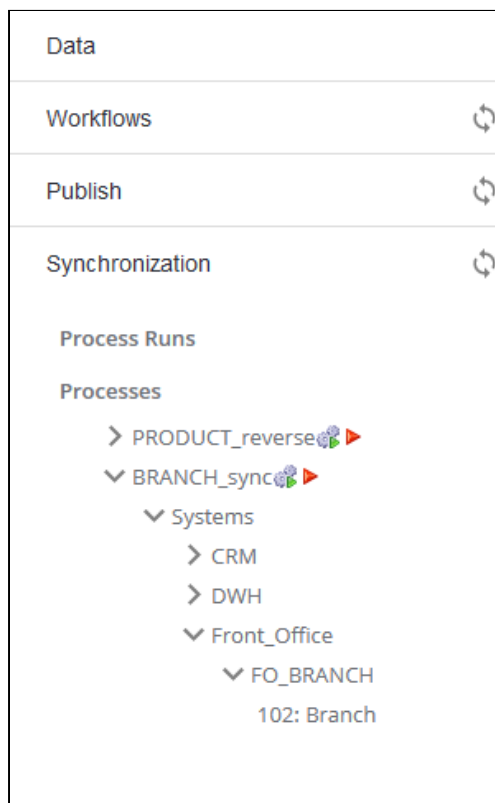 Data
Workflows
Publish
Synchronization
Process Runs
Processes
PRODUCT_reverse
BRANCH_sync
Systems
CRM
DWH
Front_Office
FO_BRANCH
102: Branch